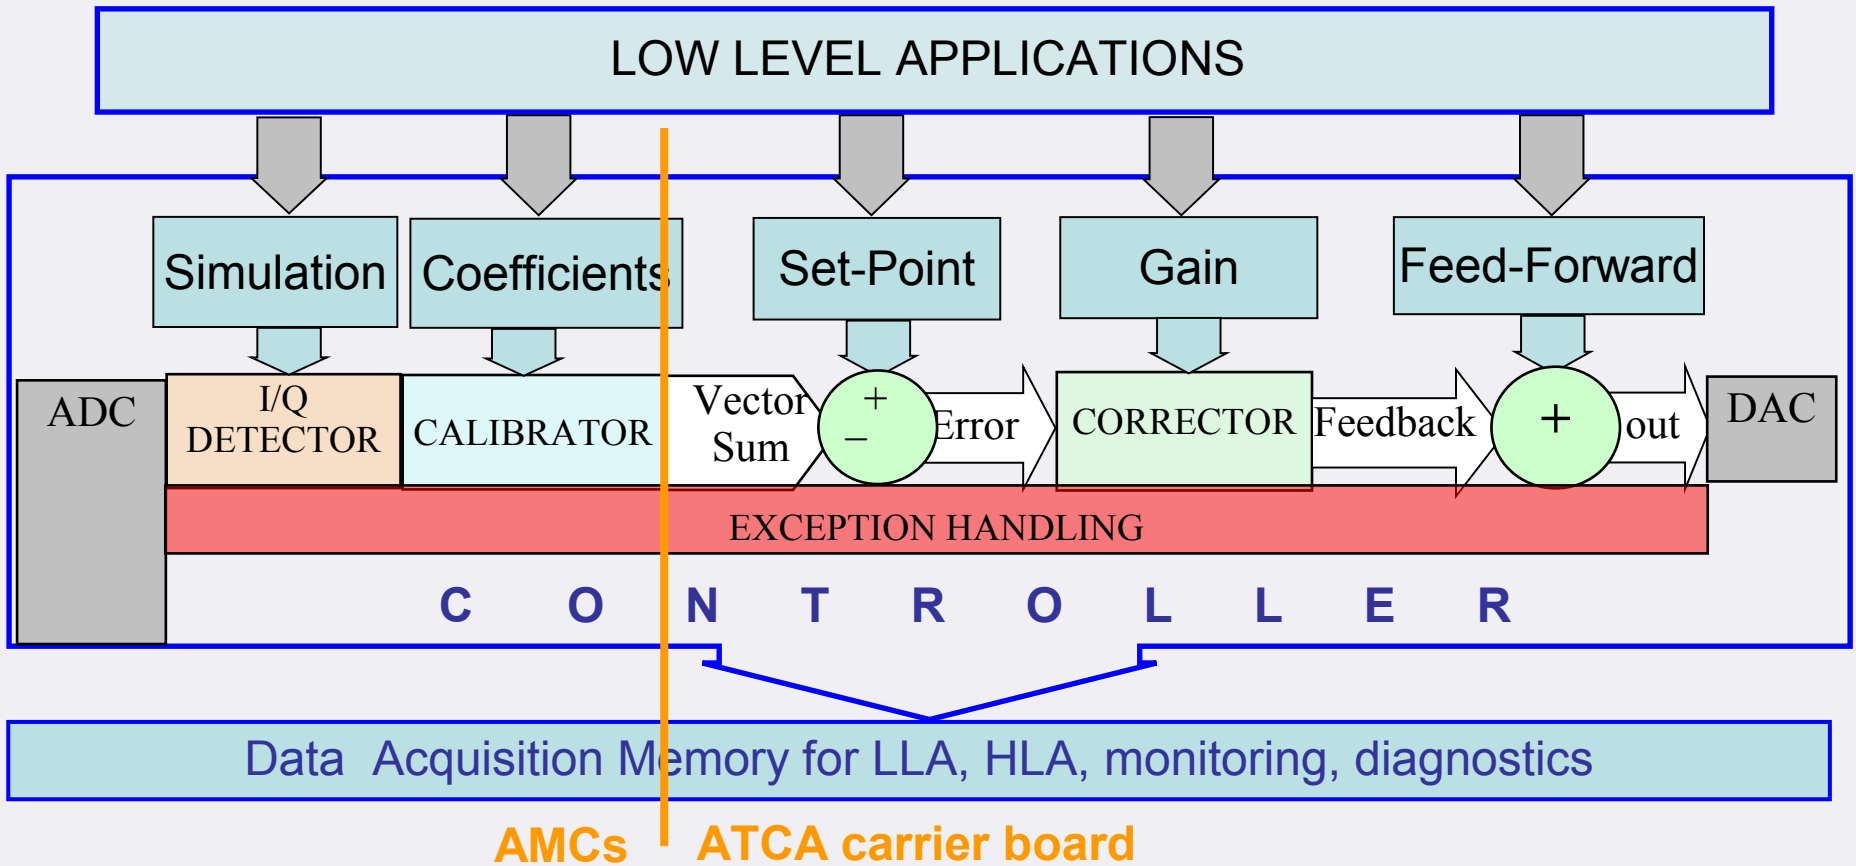 LOW LEVEL APPLICATIONS
Simulation
Coefficients
Set-Point
Gain
Feed-Forward
ADC
I/Q
DETECTOR
CALIBRATOR
Vector
Sum
+
−
Error
CORRECTOR
Feedback
+
out
DAC
EXCEPTION HANDLING
C O N T R O L L E R
Data Acquisition Memory for LLA, HLA, monitoring, diagnostics
AMCs
ATCA carrier board